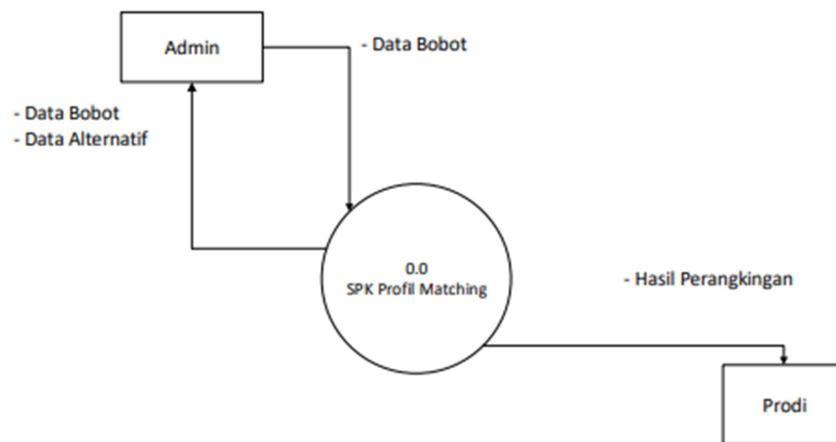 Admin
- Data Bobot
- Data Bobot
- Data Alternatif
0.0
SPK Profil Matching
- Hasil Perangkingan
Prodi